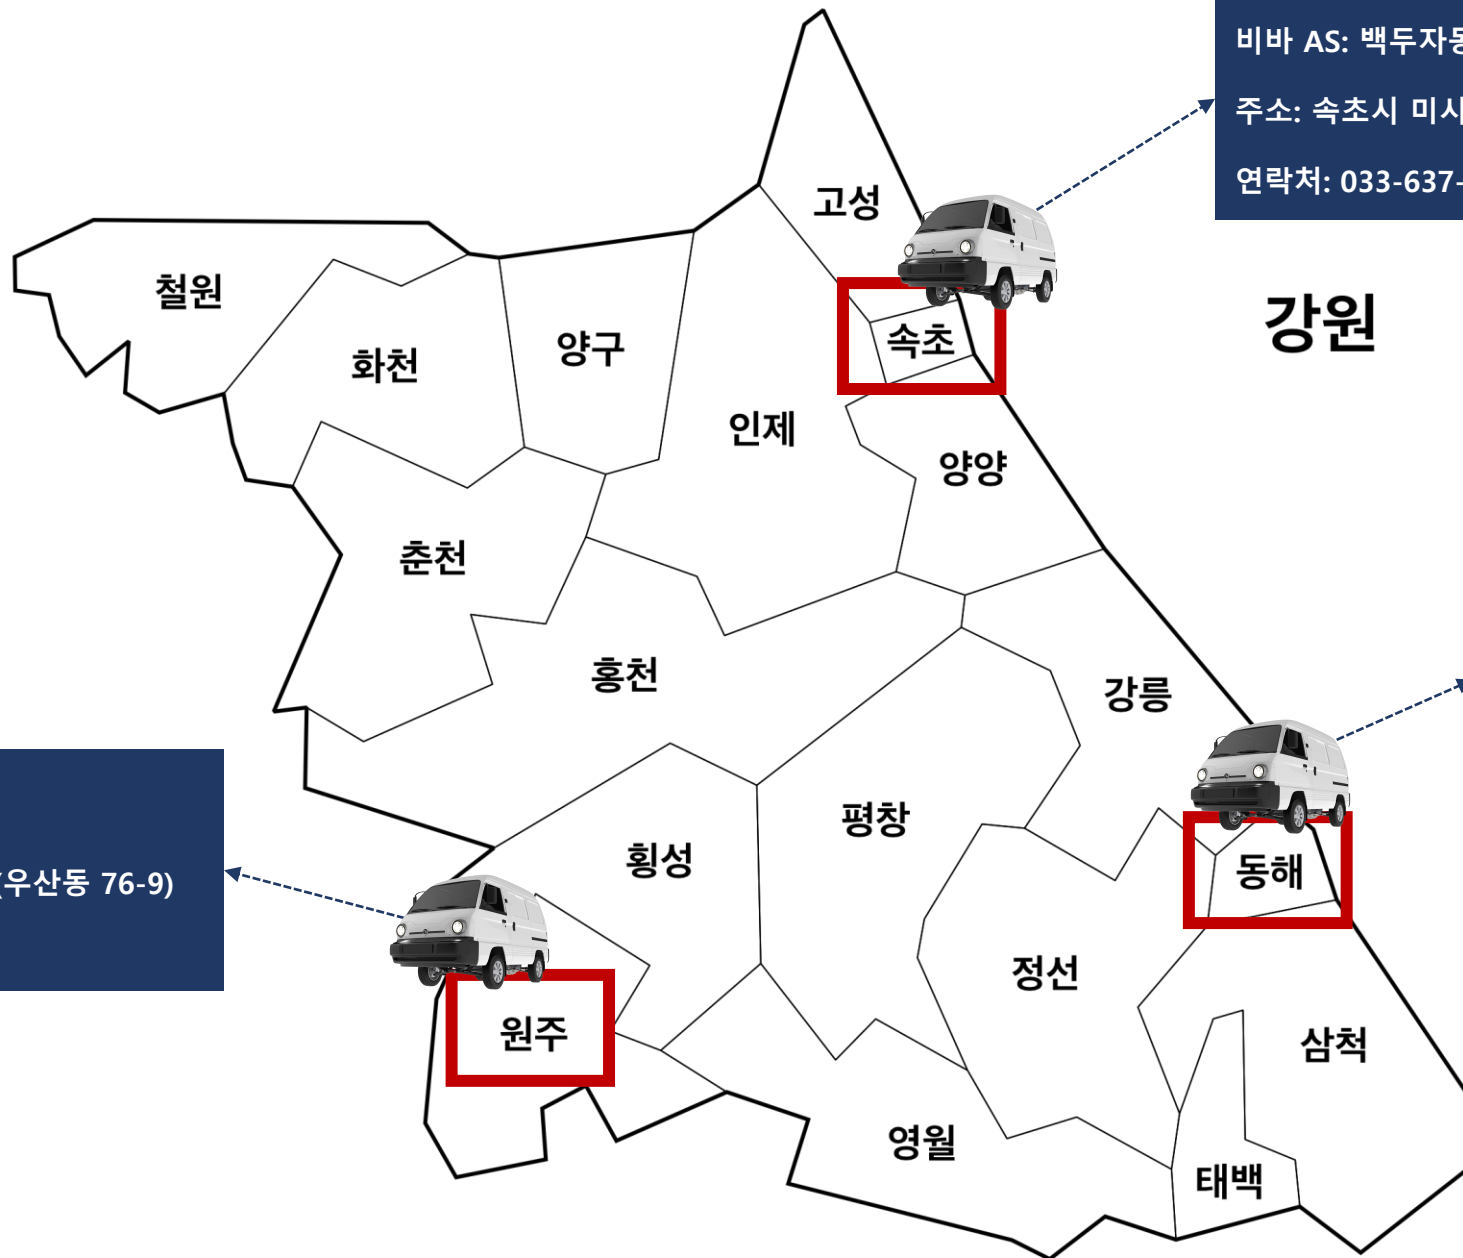 비바 AS: 백두자동
주소: 속초시 미시
연락처: 033-637-
고성
철원
강원
속초
양구
화천
인제
양양
춘천
홍천
강릉
평창
횡성
동해
(우산동 76-9)
정선
원주
삼척
영월
태백